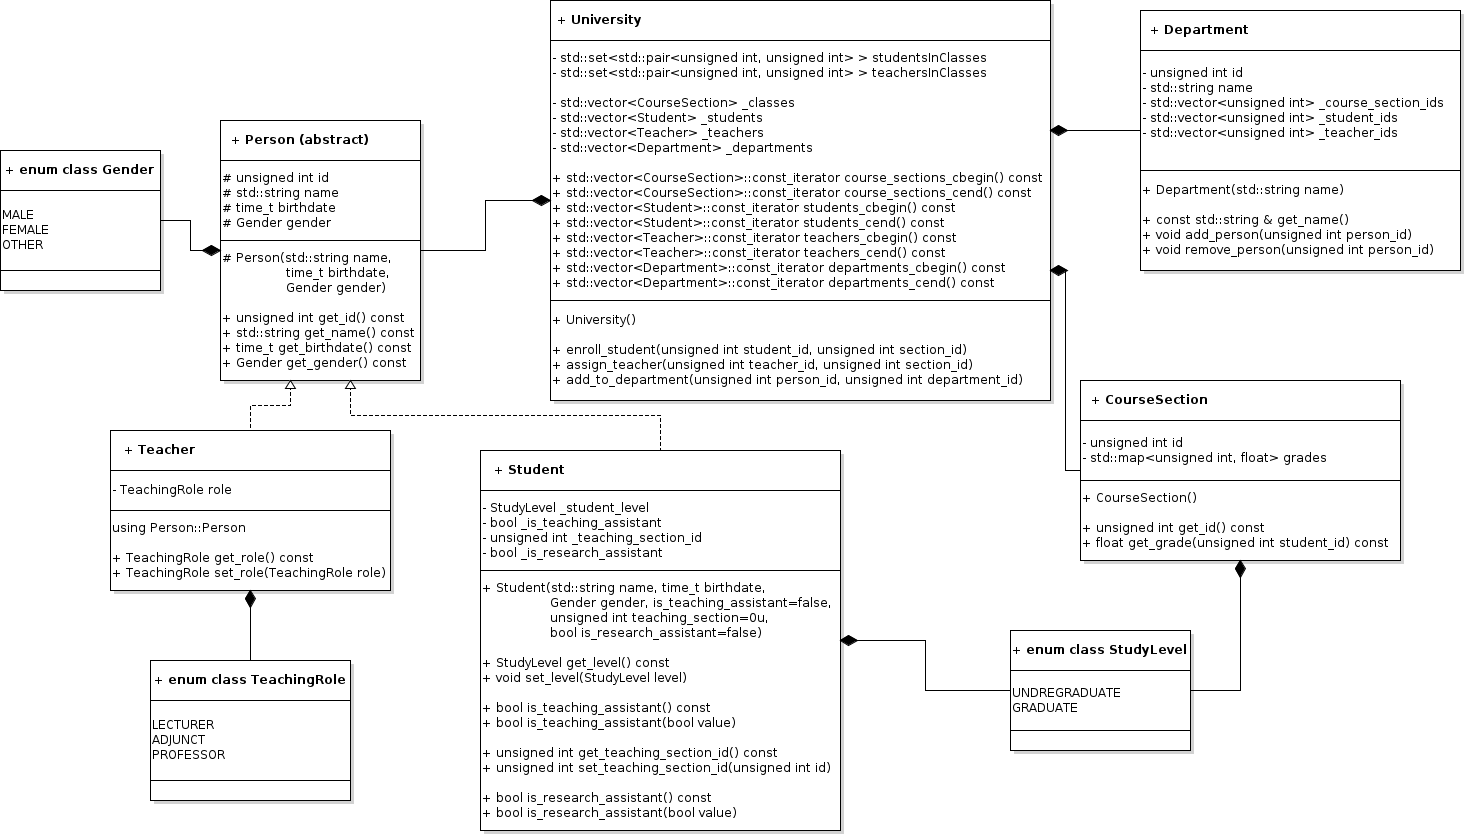 + University
- std::set<std::pair<unsigned int, unsigned int> > studentsInClasses
- std::set<std::pair<unsigned int, unsigned int> > teachersInClasses
- std::vector<CourseSection> _classes
- std::vector<Student> _students
- std::vector<Teacher> _teachers
- std::vector<Department> _departments
+ std::vector<CourseSection>::const_iterator course_sections_cbegin() const
+ std::vector<CourseSection>::const_iterator course_sections_cend() const
+ std::vector<Student>::const_iterator students_cbegin() const
+ std::vector<Student>::const_iterator students_cend() const
+ std::vector<Teacher>::const_iterator teachers_cbegin() const
+ std::vector<Teacher>::const_iterator teachers_cend() const
+ std::vector<Department>::const_iterator departments_cbegin() const
+ std::vector<Department>::const_iterator departments_cend() const
+ University()
+ enroll_student(unsigned int student_id, unsigned int section_id)
+ assign_teacher(unsigned int teacher_id, unsigned int section_id)
+ add_to_department(unsigned int person_id, unsigned int department_id)
+ Department
- unsigned int id
- std::string name
- std::vector<unsigned int> _course_section_ids
- std::vector<unsigned int> _student_ids
- std::vector<unsigned int> _teacher_ids
+ Department(std::string name)
+ const std::string & get_name()
+ void add_person(unsigned int person_id)
+ void remove_person(unsigned int person_id)
+ Person (abstract)
# unsigned int id
# std::string name
# time_t birthdate
# Gender gender
# Person(std::string name,
time_t birthdate,
Gender gender)
+ unsigned int get_id() const
+ std::string get_name() const
+ time_t get_birthdate() const
+ Gender get_gender() const
+ enum class Gender
MALE
FEMALE
OTHER
+ Teacher
- TeachingRole role
using Person::Person
+ TeachingRole get_role() const
+ TeachingRole set_role(TeachingRole role)
+ enum class TeachingRole
LECTURER
ADJUNCT
PROFESSOR
+ Student
- StudyLevel _student_level
- bool _is_teaching_assistant
- unsigned int _teaching_section_id
- bool _is_research_assistant
+ Student(std::string name, time_t birthdate,
Gender gender, is_teaching_assistant=false,
unsigned int teaching_section=0u,
bool is_research_assistant=false)
+ StudyLevel get_level() const
+ void set_level(StudyLevel level)
+ bool is_teaching_assistant() const
+ bool is_teaching_assistant(bool value)
+ unsigned int get_teaching_section_id() const
+ unsigned int set_teaching_section_id(unsigned int id)
+ bool is_research_assistant() const
+ bool is_research_assistant(bool value)
+ CourseSection
- unsigned int id
- std::map<unsigned int, float> grades
+ CourseSection()
+ unsigned int get_id() const
+ float get_grade(unsigned int student_id) const
+ enum class StudyLevel
UNDREGRADUATE
GRADUATE